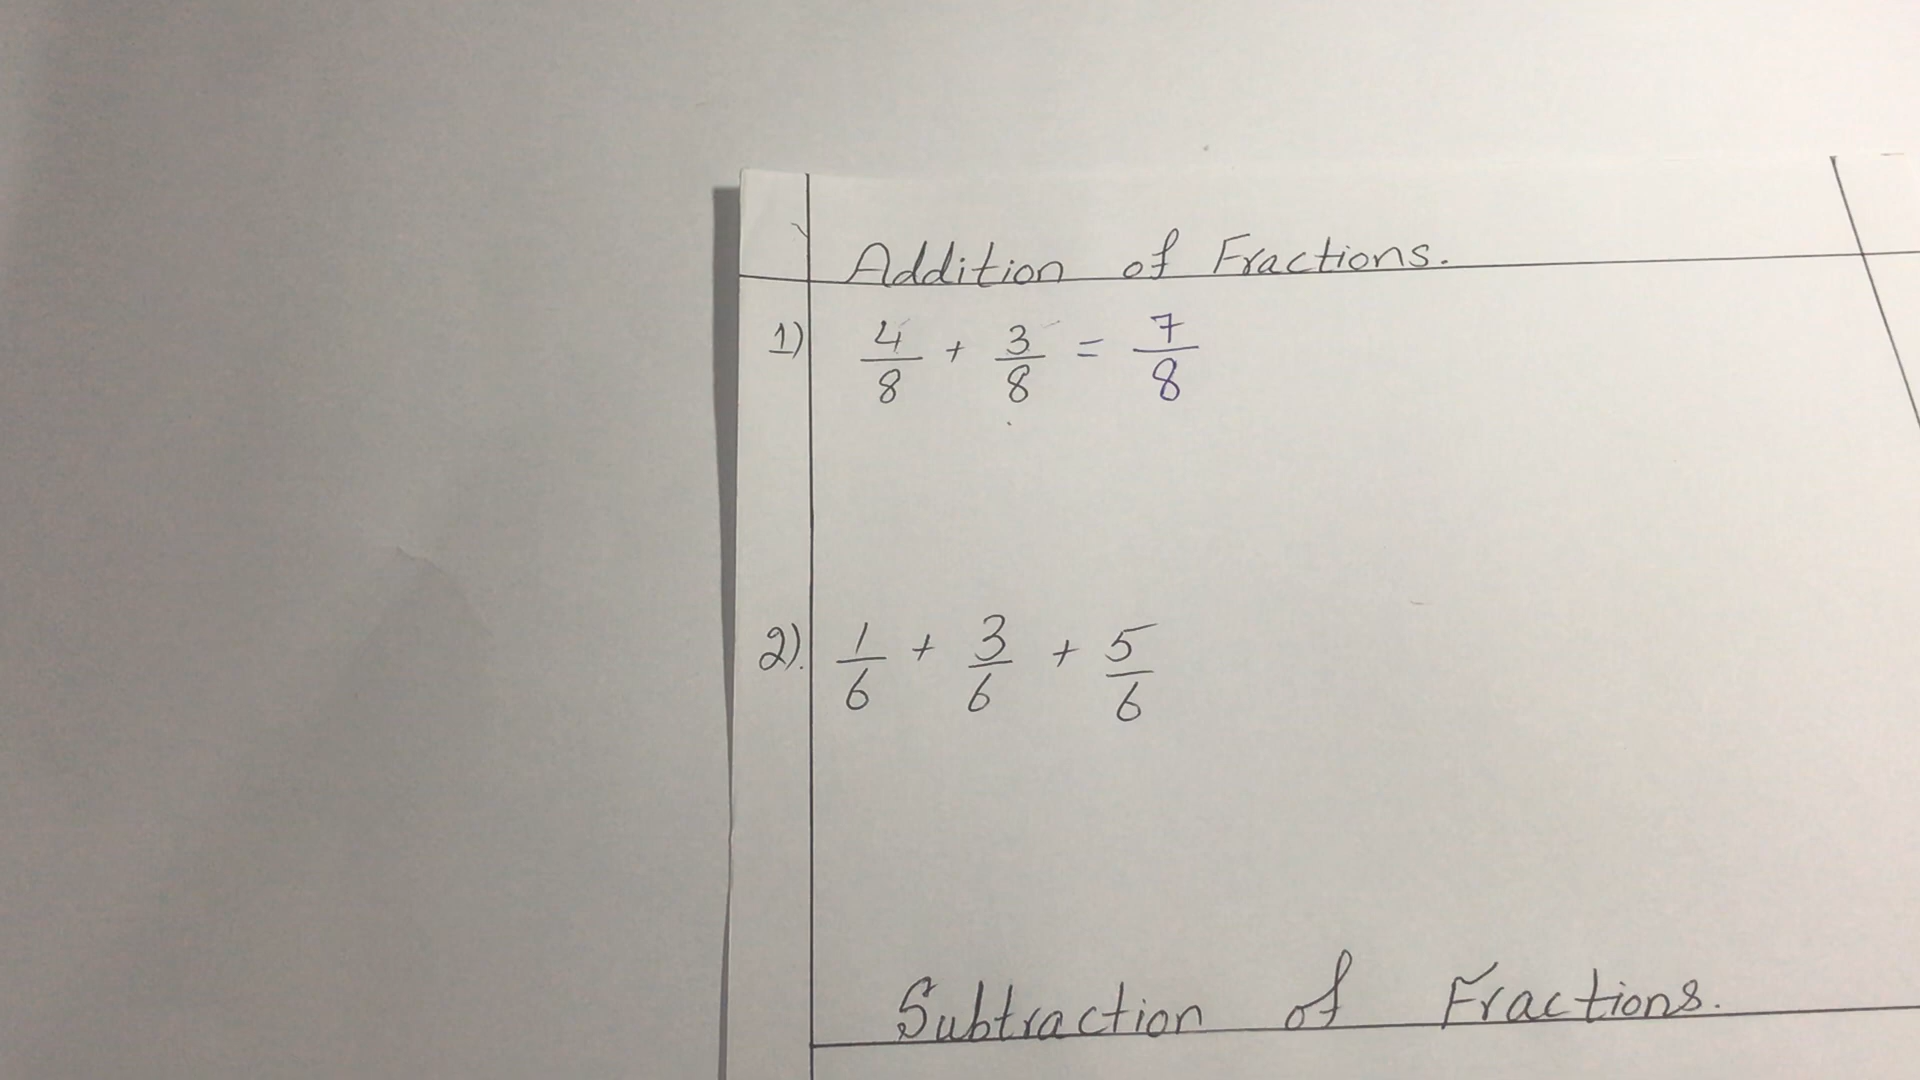 Addition of Fractions.
1) 4/8 + 3/8 = 7/8
2). 1/6 + 3/6 + 5/6
Subtraction of Fractions.